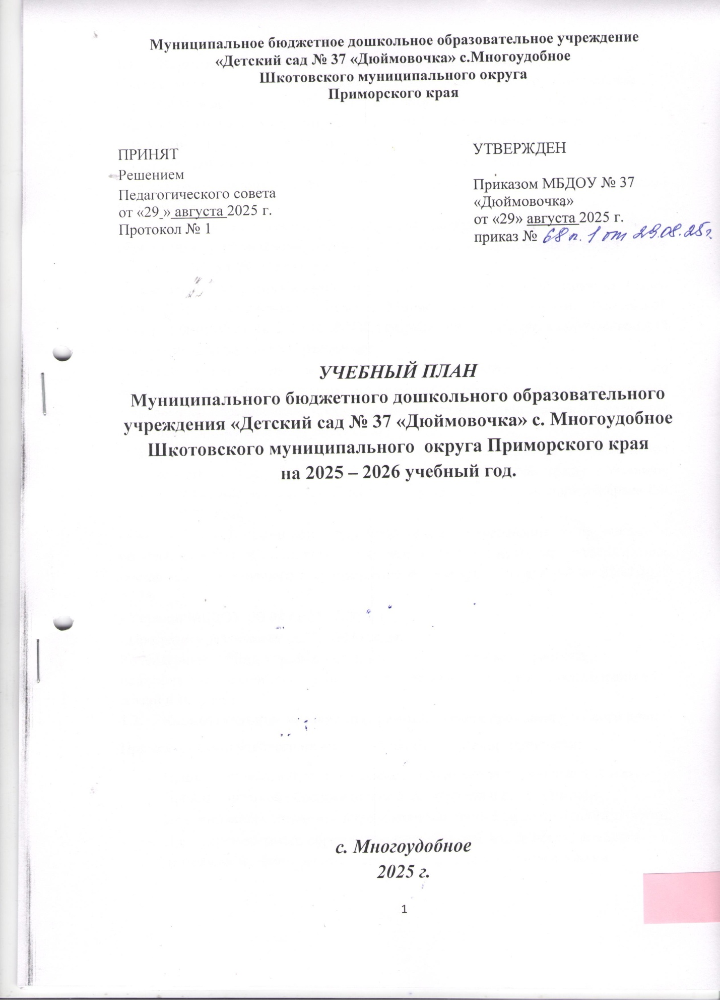 Муниципальное бюджетное дошкольное образовательное учреждение
«Детский сад № 37 «Дюймовочка» с.Многоудобное
Шкотовского муниципального округа
Приморского края
ПРИНЯТ
Решением
Педагогического совета
от «29 » августа 2025 г.
Протокол № 1
УТВЕРЖДЕН
Приказом МБДОУ № 37
«Дюймовочка»
от «29» августа 2025 г.
приказ № 68 п. 1 от 29.08.25г.
УЧЕБНЫЙ ПЛАН
Муниципального бюджетного дошкольного образовательного
учреждения «Детский сад № 37 «Дюймовочка» с. Многоудобное
Шкотовского муниципального округа Приморского края
на 2025 – 2026 учебный год.
с. Многоудобное
2025 г.
1